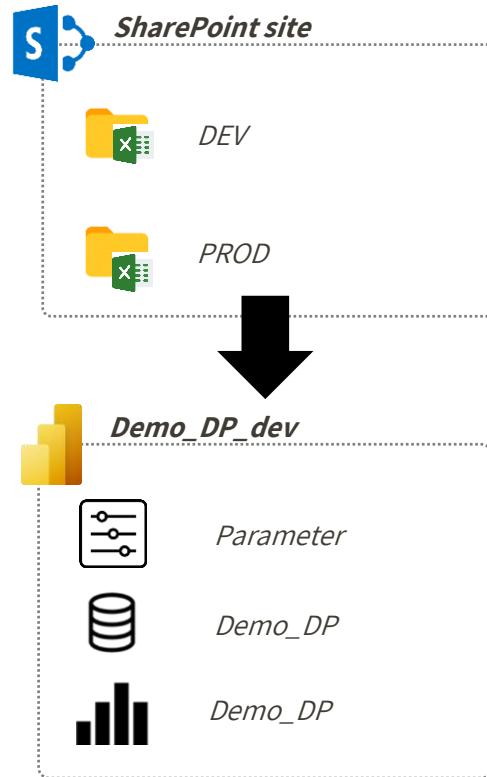 SharePoint site
DEV
PROD
Demo_DP_dev
Parameter
Demo_DP
Demo_DP